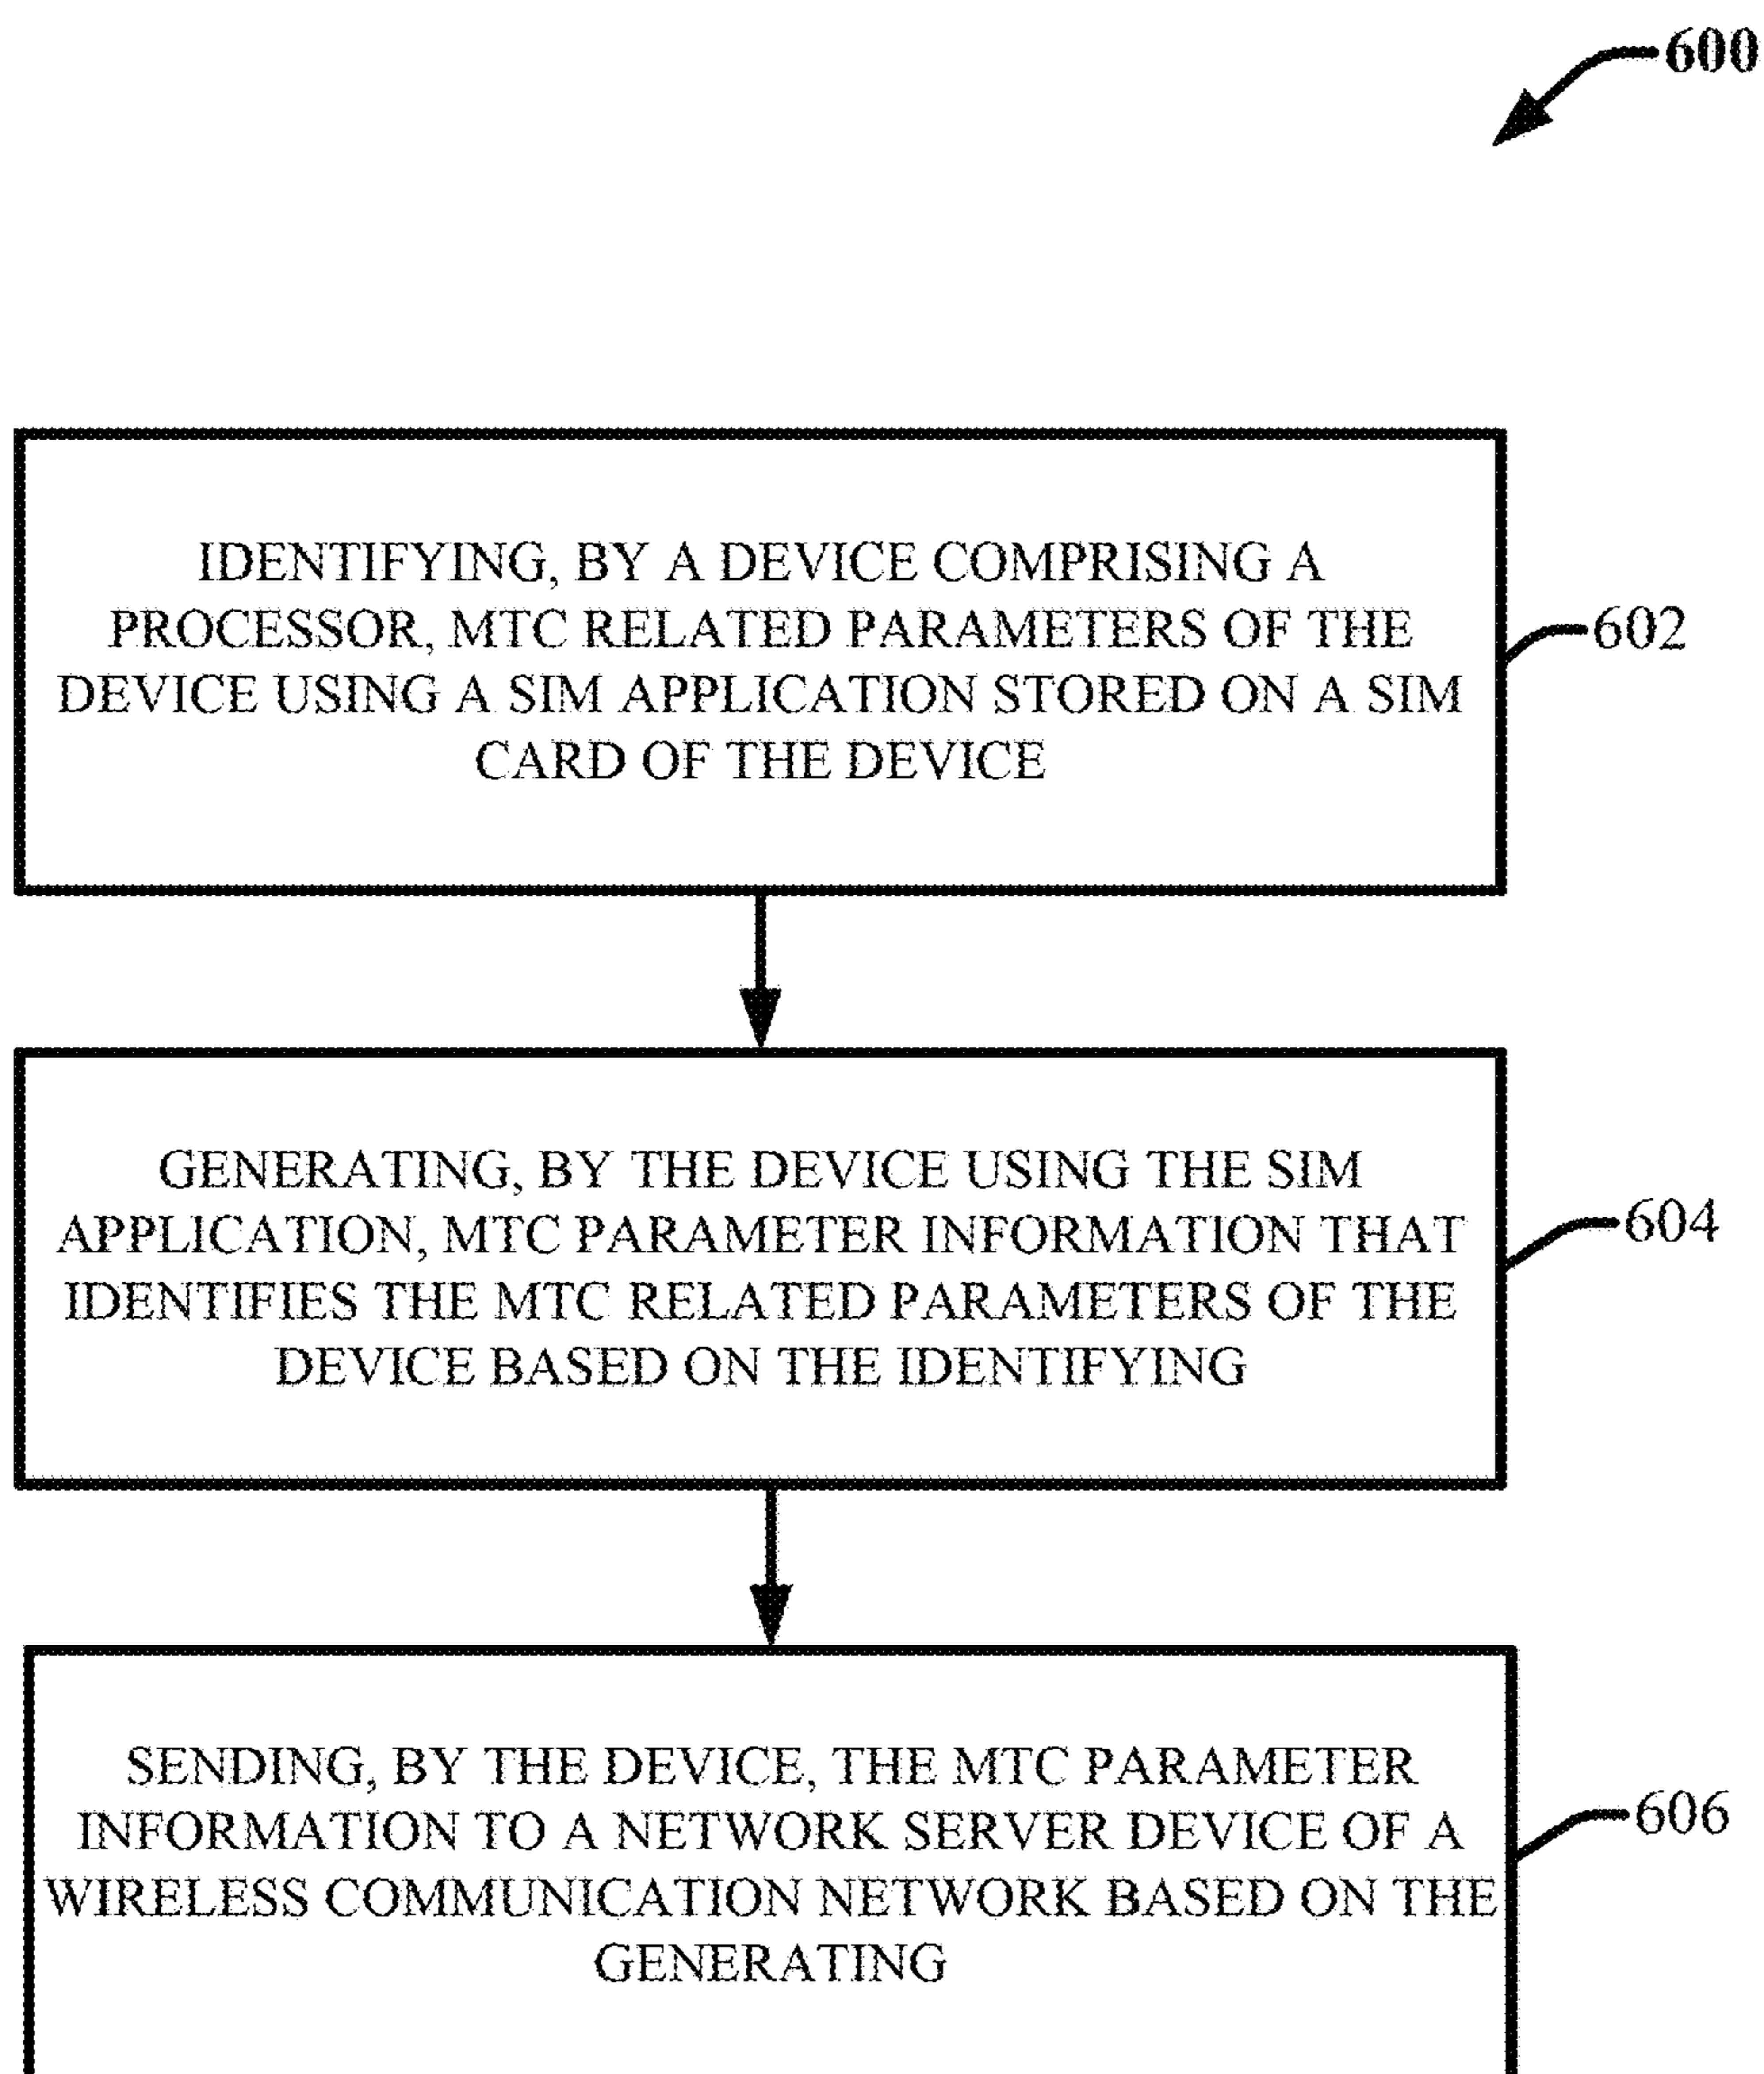 600
IDENTIFYING, BY A DEVICE COMPRISING A
PROCESSOR, MTC RELATED PARAMETERS OF THE
DEVICE USING A SIM APPLICATION STORED ON A SIM
CARD OF THE DEVICE
602
GENERATING, BY THE DEVICE USING THE SIM
APPLICATION, MTC PARAMETER INFORMATION THAT
IDENTIFIES THE MTC RELATED PARAMETERS OF THE
DEVICE BASED ON THE IDENTIFYING
604
SENDING, BY THE DEVICE, THE MTC PARAMETER
INFORMATION TO A NETWORK SERVER DEVICE OF A
WIRELESS COMMUNICATION NETWORK BASED ON THE
GENERATING
606